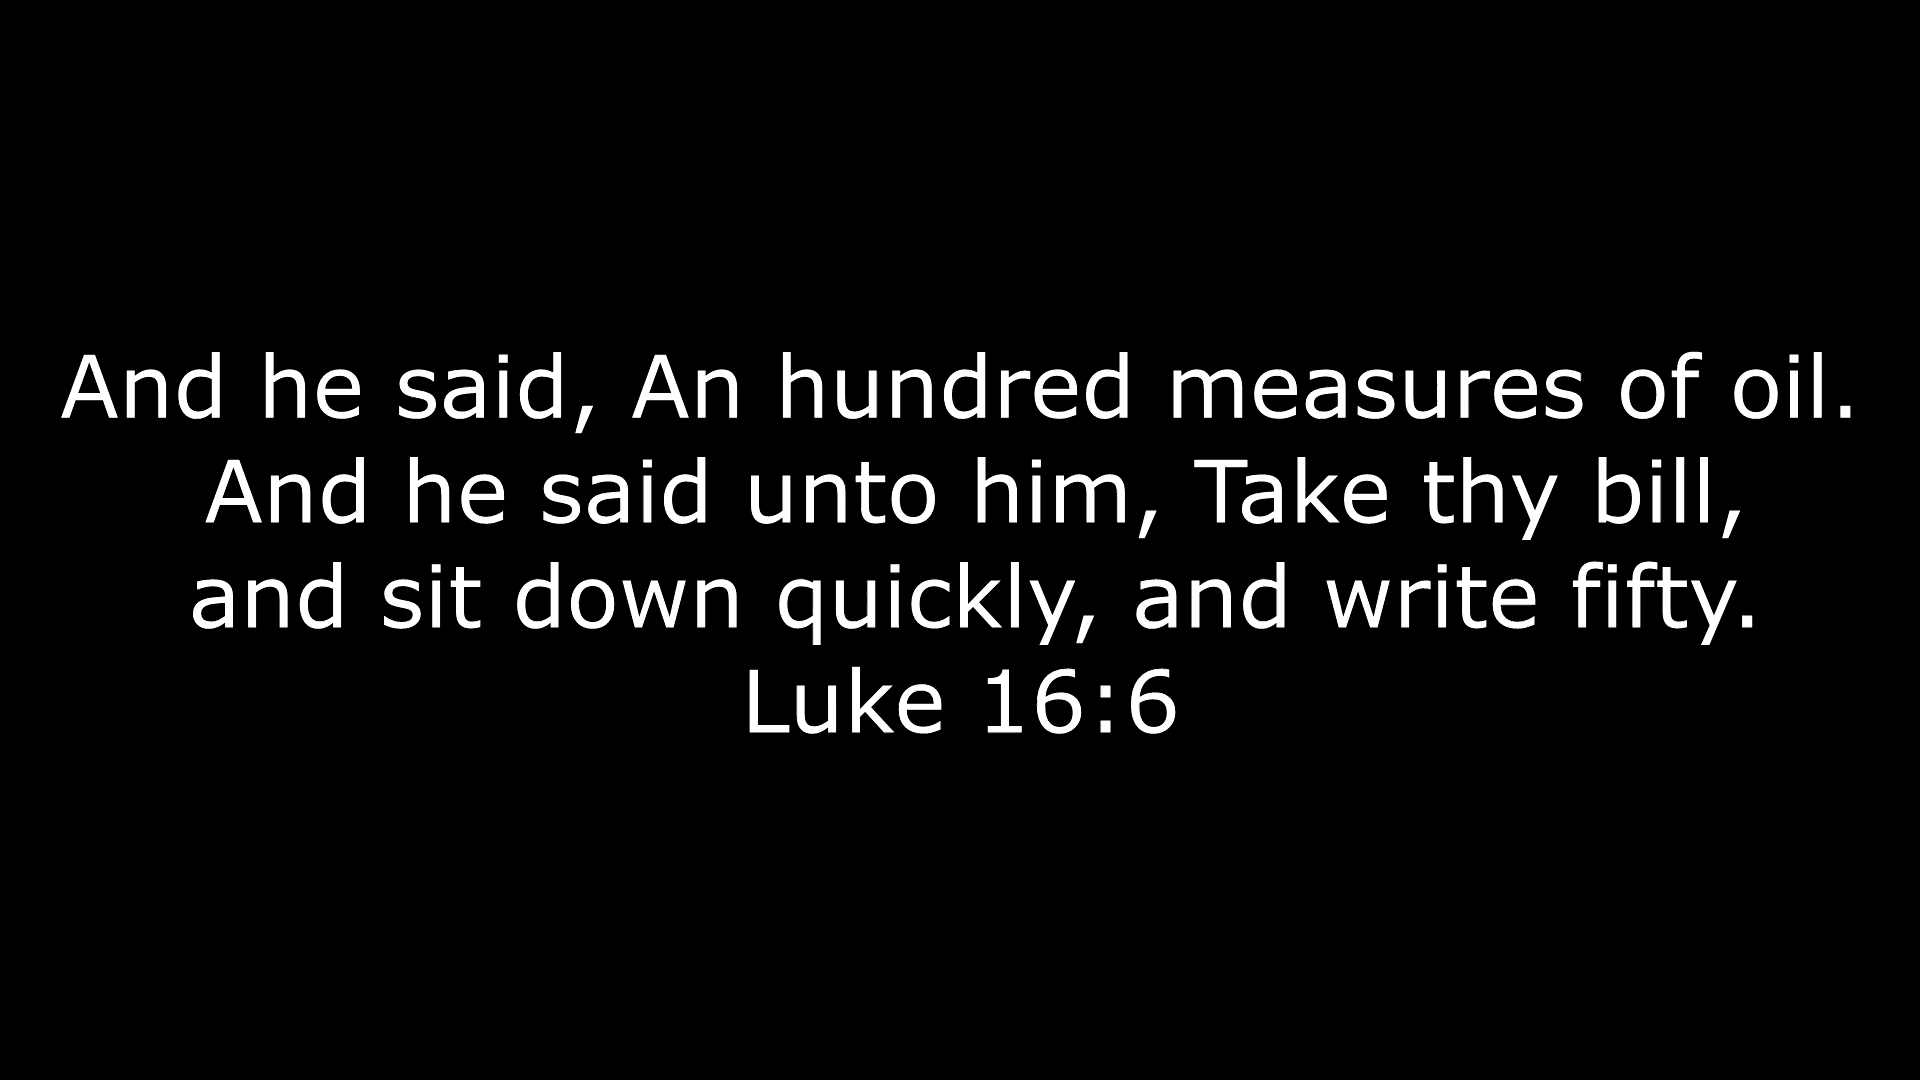 And he said, An hundred measures of oil.
And he said unto him, Take thy bill,
and sit down quickly, and write fifty.
Luke 16:6